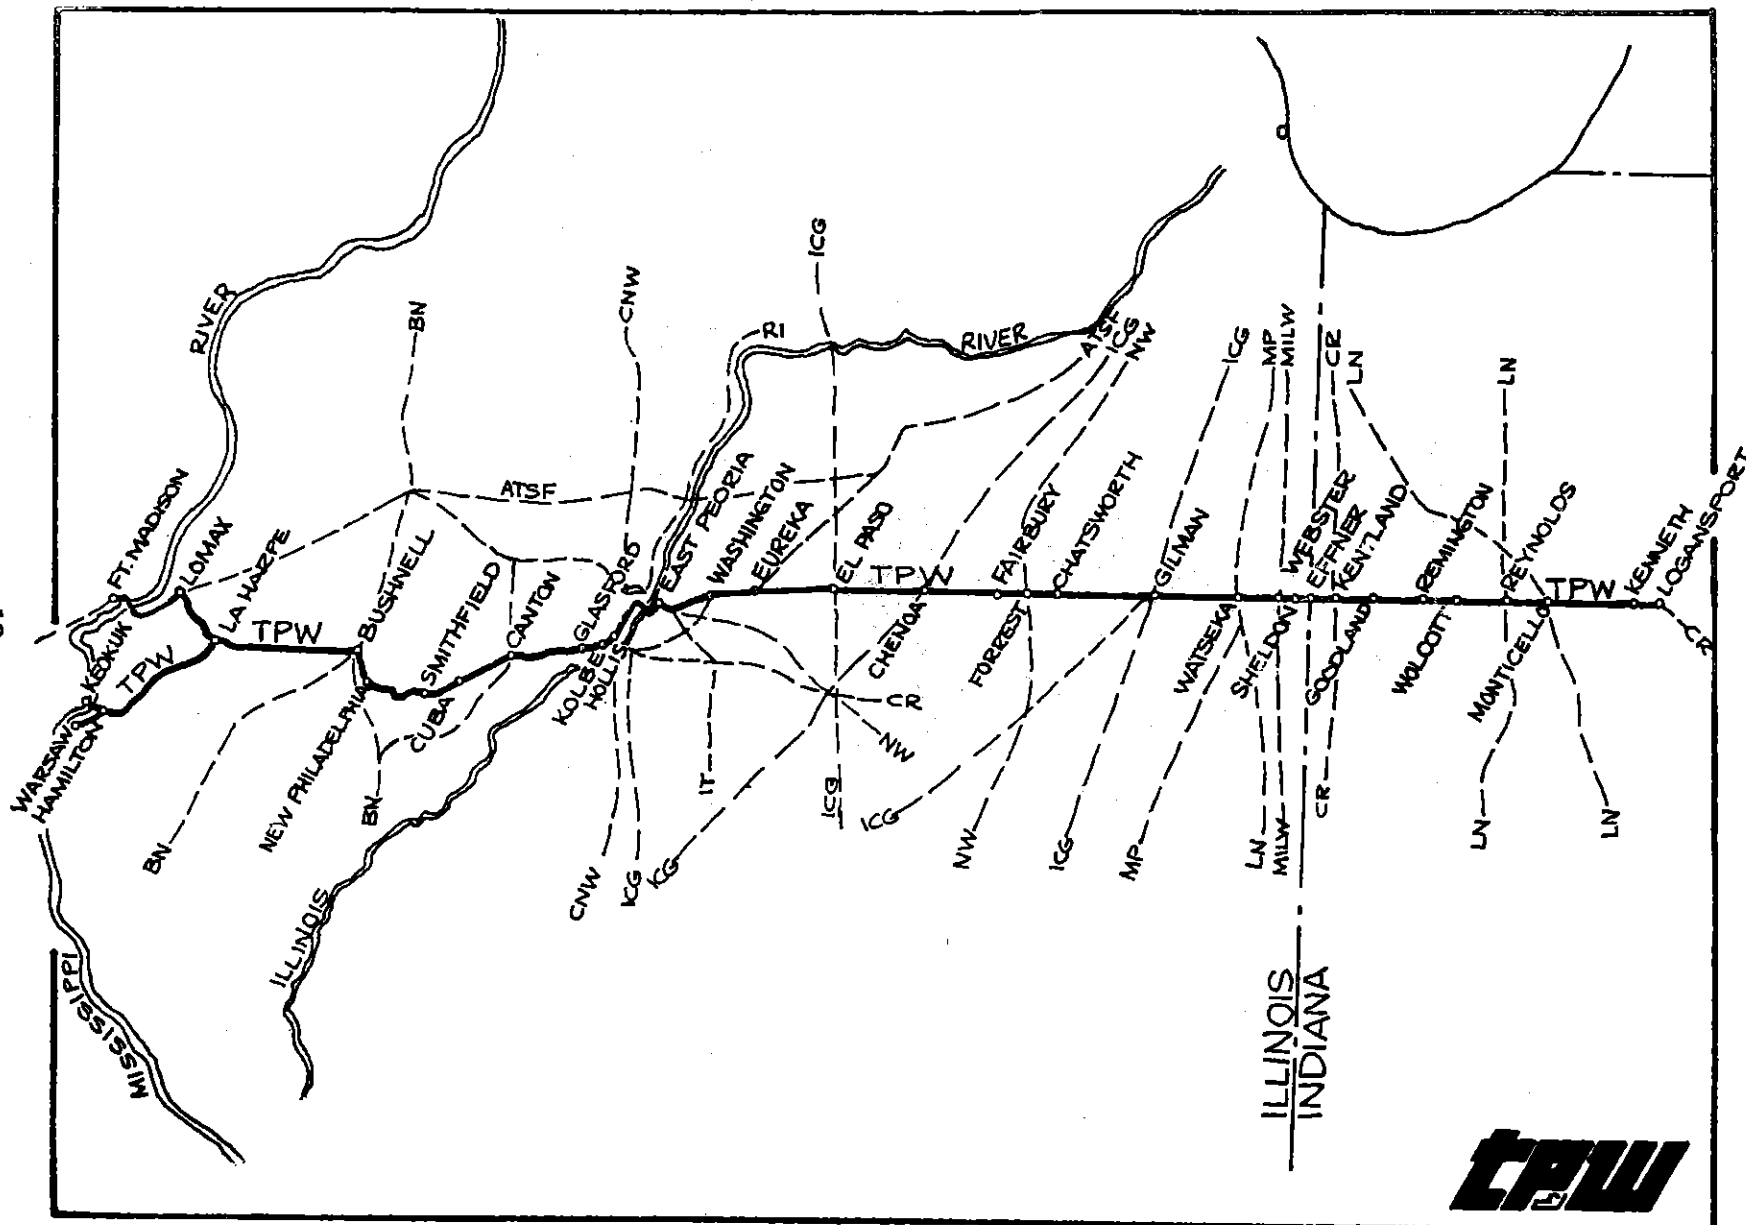 ICG
CNW
BN
RIVER
RI
RIVER
ATSF
ICG
NW
ICG
MP
MILW
CR
LN
LN
ATSF
FT. MADISON
LOMAX
LA HARPE
BUSHNELL
SMITHFIELD
CANTON
GLASFORD
EAST PEORIA
WASHINGTON
EUREKA
EL PASO
TPW
FAIRBURY
CHATSWORTH
GILMAN
WEBSTER
EFFNER
KENTLAND
REMINGTON
REYNOLDS
TPW
KENNETH
LOGANSPORT
CR
TPW
KEOKUK
TPW
WARSAW
HAMILTON
NEW PHILADELPHIA
CUBA
KOLBE
HOLLIS
CHENOA
FORREST
WATSEKA
SHELDON
GOODLAND
WOLCOTT
MONTICELLO
BN
BN
IT
CR
NW
ICG
ICG
CNW
ICG
ICG
NW
ICG
MP
LN
MILW
CR
LN
LN
ILLINOIS
MISSISSIPPI
ILLINOIS
INDIANA
tpw